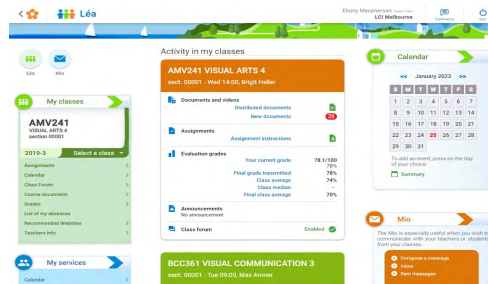 Léa
Ebony Macpherson
LCI Melbourne
Quit
Léa
Mio
My classes
AMV241
VISUAL ARTS 4
section 00001
2019-3
Select a class
Assignments
Calendar
Class Forum
Course documents
Grades
List of my absences
Recommended Websites
Teachers info
My services
Calendar
Activity in my classes
AMV241 VISUAL ARTS 4
sect. 00001 - Wed 14:00, Brigit Heller
Documents and videos
Distributed documents
New documents
28
Assignments
Assignment instructions
4
Evaluation grades
Your current grade
78.1/100
78%
Final grade transmitted
78%
Class average
74%
Class median
-
Final class average
70%
Announcements
No announcement
Class forum
Enabled
BCC361 VISUAL COMMUNICATION 3
sect. 00001 - Tue 09:00, Max Amner
Calendar
<< January 2023 >>
S M T W T F S
1 2 3 4 5 6 7
8 9 10 11 12 13 14
15 16 17 18 19 20 21
22 23 24 25 26 27 28
29 30 31
To add an event, press on the day
of your choice.
Summary
Mio
The Mio is especially useful when you wish to
communicate with your teachers or students
from your classes.
Compose a message
Inbox
Sent messages